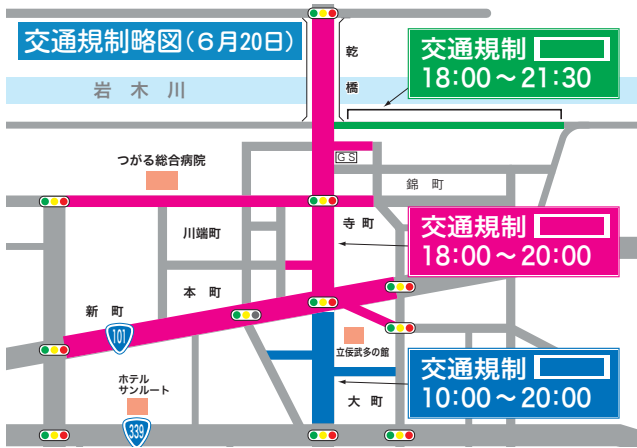 交通規制略図(6月20日)
乾橋
交通規制
18:00～21:30
岩木川
つがる総合病院
GS
錦町
川端町
寺町
交通規制
18:00～20:00
本町
新町
101
立佞武多の館
ホテル
サンルート
大町
交通規制
10:00～20:00
339